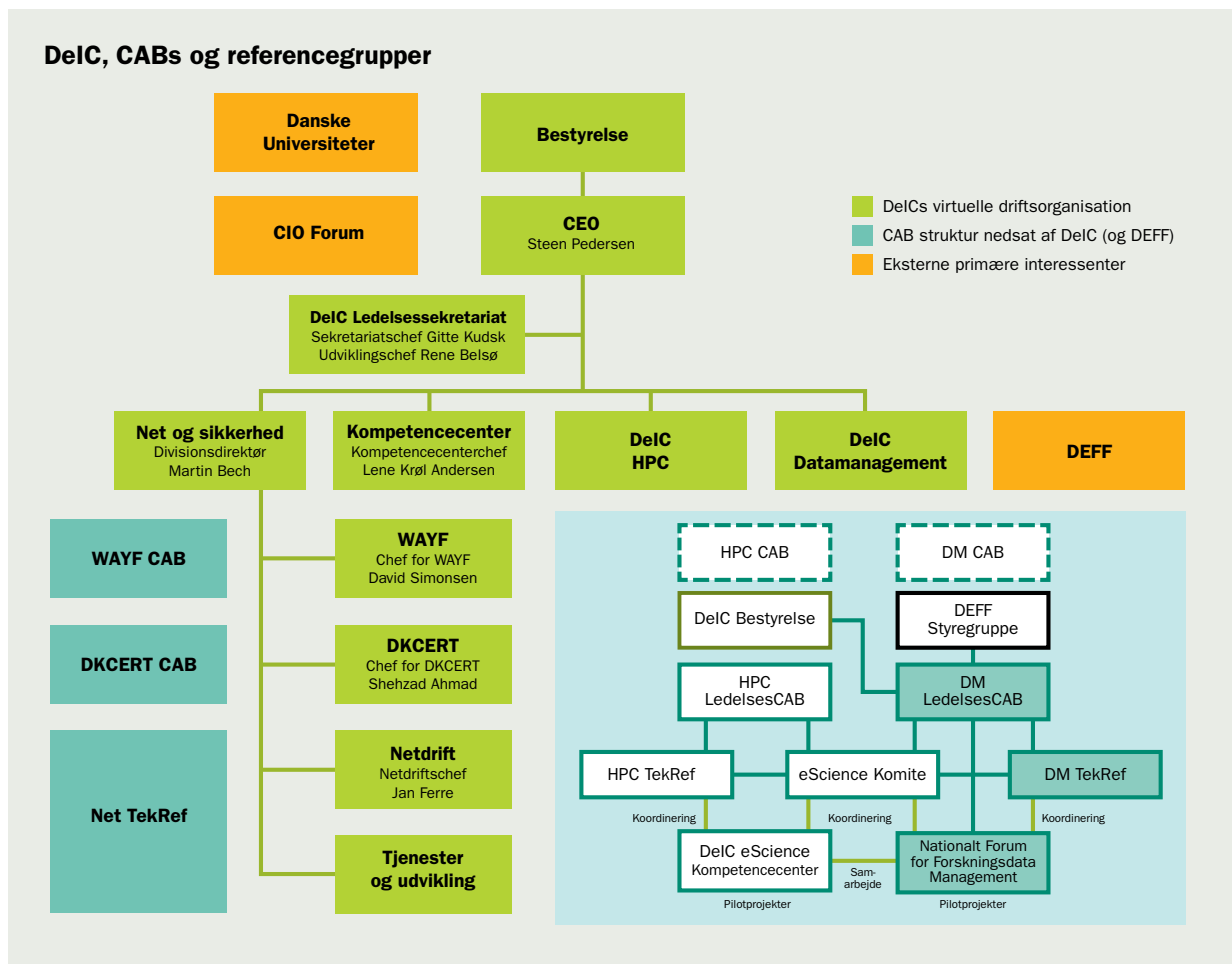 DeIC, CABs og referencegrupper
Danske
Universiteter
Bestyrelse
CIO Forum
CEO
Steen Pedersen
DeICs virtuelle driftsorganisation
CAB struktur nedsat af DeIC (og DEFF)
Eksterne primære interessenter
DeIC Ledelsessekretariat
Sekretariatschef Gitte Kudsk
Udviklingschef Rene Belsø
Net og sikkerhed
Divisionsdirektør
Martin Bech
Kompetencecenter
Kompetencecenterchef
Lene Krøl Andersen
DeIC
HPC
DeIC
Datamanagement
DEFF
WAYF CAB
WAYF
Chef for WAYF
David Simonsen
DKCERT CAB
DKCERT
Chef for DKCERT
Shehzad Ahmad
Net TekRef
Netdrift
Netdriftschef
Jan Ferre
Tjenester
og udvikling
HPC CAB
DM CAB
DeIC Bestyrelse
DEFF
Styregruppe
HPC
LedelsesCAB
DM
LedelsesCAB
HPC TekRef
eScience Komite
DM TekRef
Koordinering
Koordinering
Koordinering
DeIC eScience
Kompetencecenter
Sam-
arbejde
Nationalt Forum
for Forskningsdata
Management
Pilotprojekter
Pilotprojekter